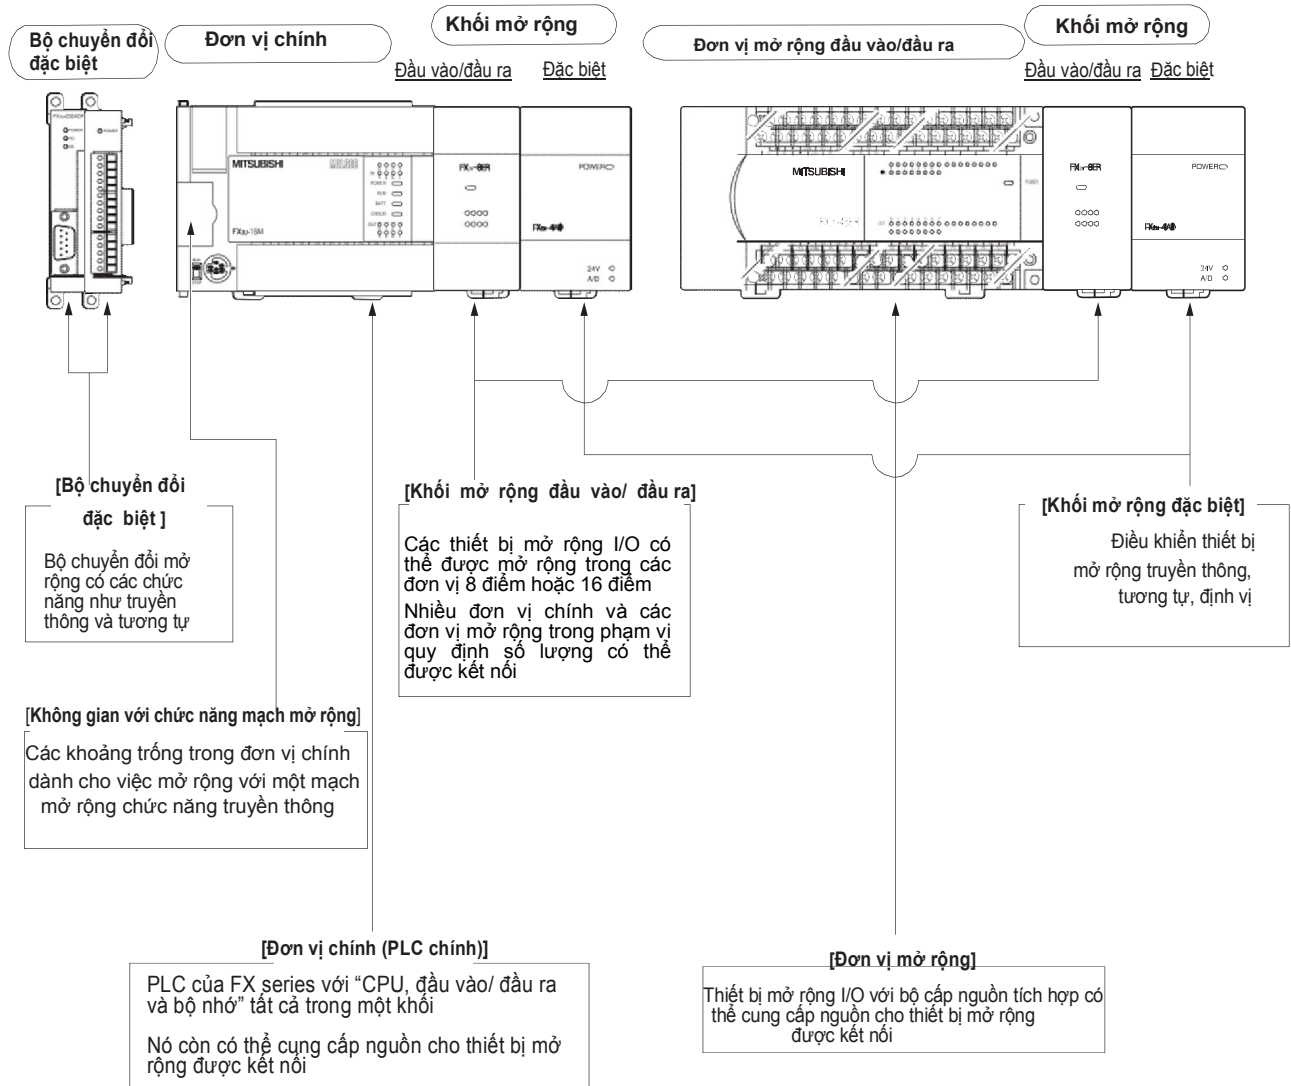 Bộ chuyển đổi
đặc biệt
Đơn vị chính
Khối mở rộng
Đầu vào/đầu ra
Đặc biệt
Đơn vị mở rộng đầu vào/đầu ra
Khối mở rộng
Đầu vào/đầu ra
Đặc biệt
MITSUBISHI
MELSEC
IN
POWER
RUN
BATT
ERROR
OUT
FX3U-16M
POWER
24V
A/D
MITSUBISHI
POWER
24V
A/D
[Bộ chuyển đổi
đặc biệt ]
Bộ chuyển đổi mở
rộng có các chức
năng như truyền
thông và tương tự
[Khối mở rộng đầu vào/ đầu ra]
Các thiết bị mở rộng I/O có
thể được mở rộng trong các
đơn vị 8 điểm hoặc 16 điểm
Nhiều đơn vị chính và các
đơn vị mở rộng trong phạm vi
quy định số lượng có thể
được kết nối
[Khối mở rộng đặc biệt]
Điều khiển thiết bị
mở rộng truyền thông,
tương tự, định vị
[Không gian với chức năng mạch mở rộng]
Các khoảng trống trong đơn vị chính
dành cho việc mở rộng với một mạch
mở rộng chức năng truyền thông
[Đơn vị chính (PLC chính)]
PLC của FX series với “CPU, đầu vào/ đầu ra
và bộ nhớ” tất cả trong một khối
Nó còn có thể cung cấp nguồn cho thiết bị mở
rộng được kết nối
[Đơn vị mở rộng]
Thiết bị mở rộng I/O với bộ cấp nguồn tích hợp có
thể cung cấp nguồn cho thiết bị mở rộng
được kết nối